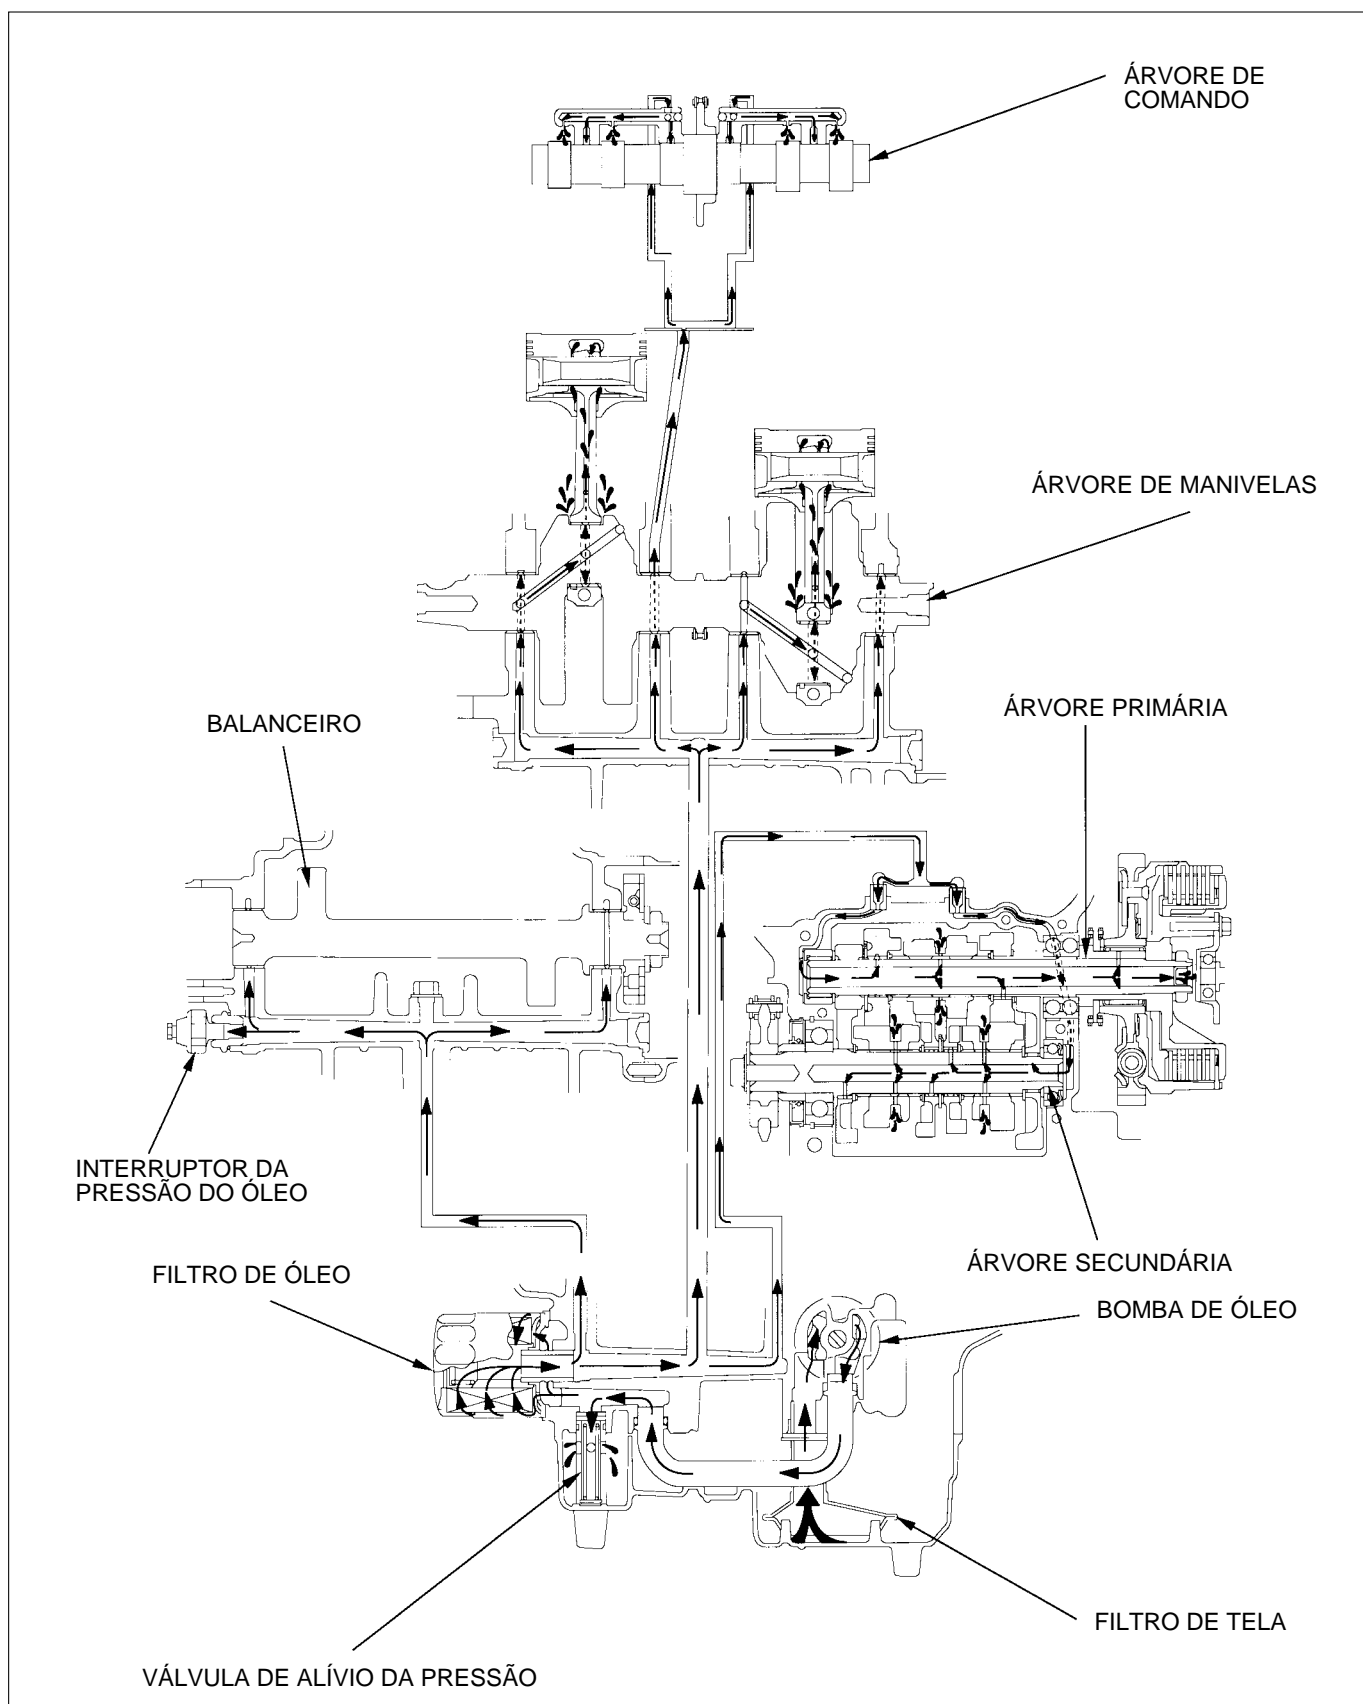 ÁRVORE DE
COMANDO
ÁRVORE DE MANIVELAS
ÁRVORE PRIMÁRIA
BALANCEIRO
INTERRUPTOR DA
PRESSÃO DO ÓLEO
FILTRO DE ÓLEO
ÁRVORE SECUNDÁRIA
BOMBA DE ÓLEO
FILTRO DE TELA
VÁLVULA DE ALÍVIO DA PRESSÃO